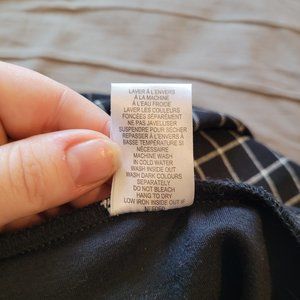 LAVER À L'ENVERS
À LA MACHINE
À L'EAU FROIDE
LAVER LES COULEURS
FONCÉES SÉPARÉMENT
NE PAS JAVELLISER
SUSPENDRE POUR SÉCHER
REPASSER À L'ENVERS À
BASSE TEMPÉRATURE SI
NÉCESSAIRE
MACHINE WASH
IN COLD WATER
WASH INSIDE OUT
WASH DARK COLOURS
SEPARATELY
DO NOT BLEACH
HANG TO DRY
LOW IRON INSIDE OUT IF
NEEDED